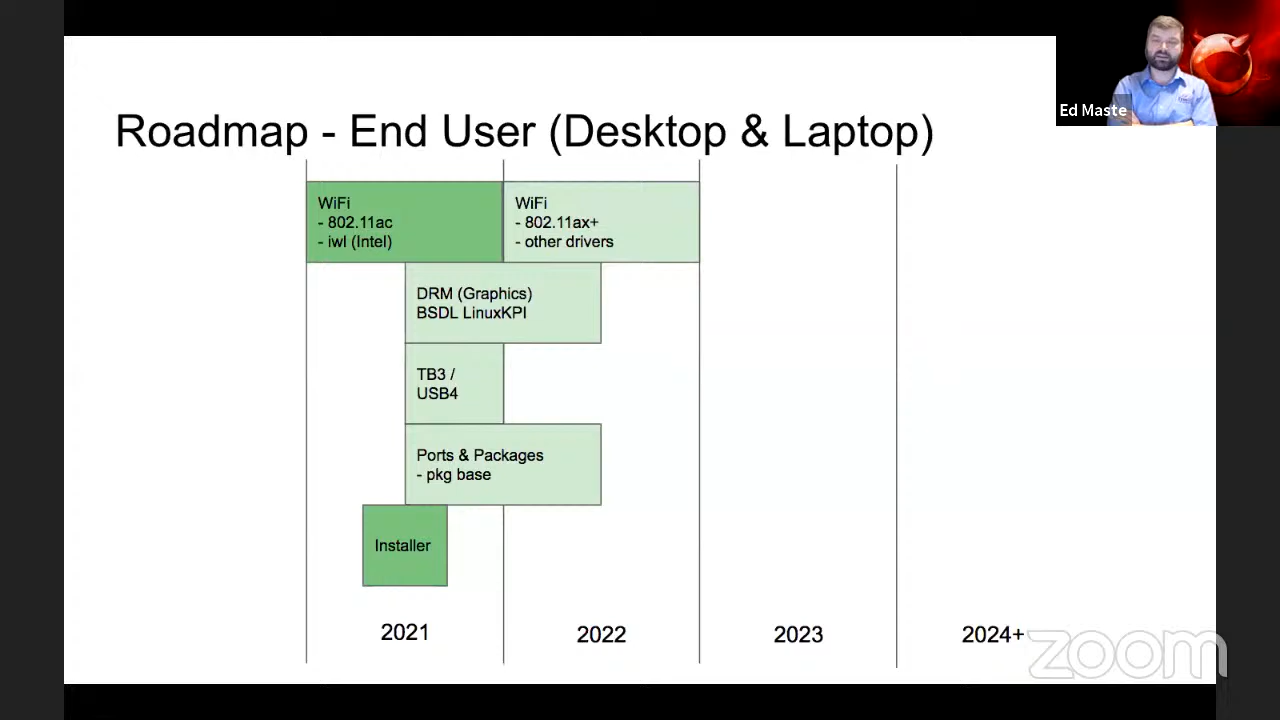 Ed Maste
Roadmap - End User (Desktop & Laptop)
WiFi
- 802.11ac
- iwl (Intel)
WiFi
- 802.11ax+
- other drivers
DRM (Graphics)
BSDL LinuxKPI
TB3 /
USB4
Ports & Packages
- pkg base
Installer
2021
2022
2023
2024+
zoom